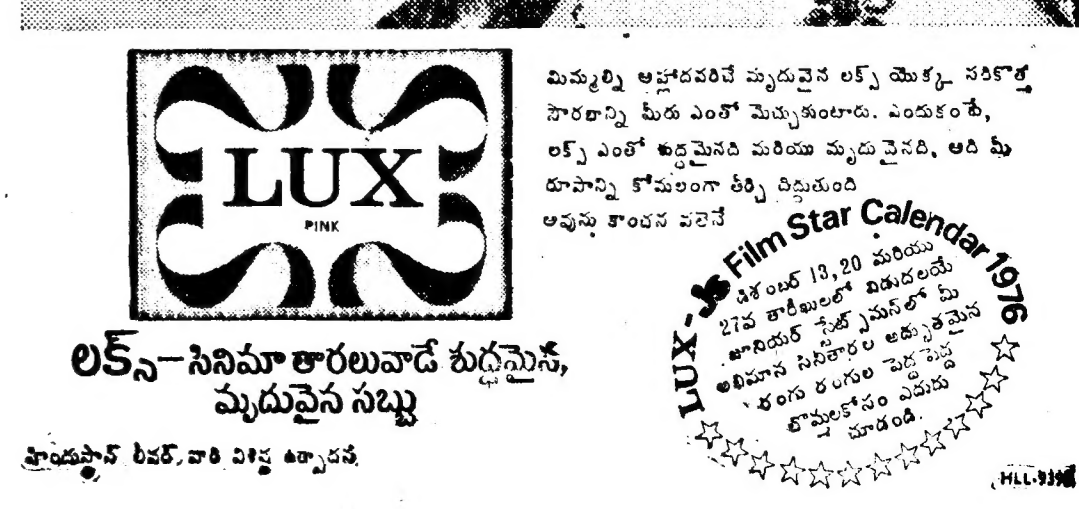 మిమ్మల్ని ఆహ్లాదపరిచే మృదువైన లక్స్ యొక్క సరికొత్త
సౌరభాన్ని మీరు ఎంతో మెచ్చుకుంటారు. ఎందుకంటే,
లక్స్ ఎంతో శుద్ధమైనది మరియు మృదువైనది, అది మీ
రూపాన్ని కోమలంగా తీర్చి దిద్దుతుంది
అవును కాంచన వలెనే
LUX
PINK
లక్స్—సినిమా తారలువాడే శుద్ధమైన,
మృదువైన సబ్బు
హిందుస్తాన్ లీవర్ వారి విశిష్ట ఉత్పాదన
LUX-Js Film Star Calendar 1976
డిశంబర్ 13,20 మరియు
27వ తారీఖులలో విడుదలయే
జూనియర్ స్టేట్స్‌మన్‌లో మీ
అభిమాన సినీతారల అద్భుతమైన
రంగు రంగుల పెద్ద పెద్ద
బొమ్మలకోసం ఎదురు
చూడండి.